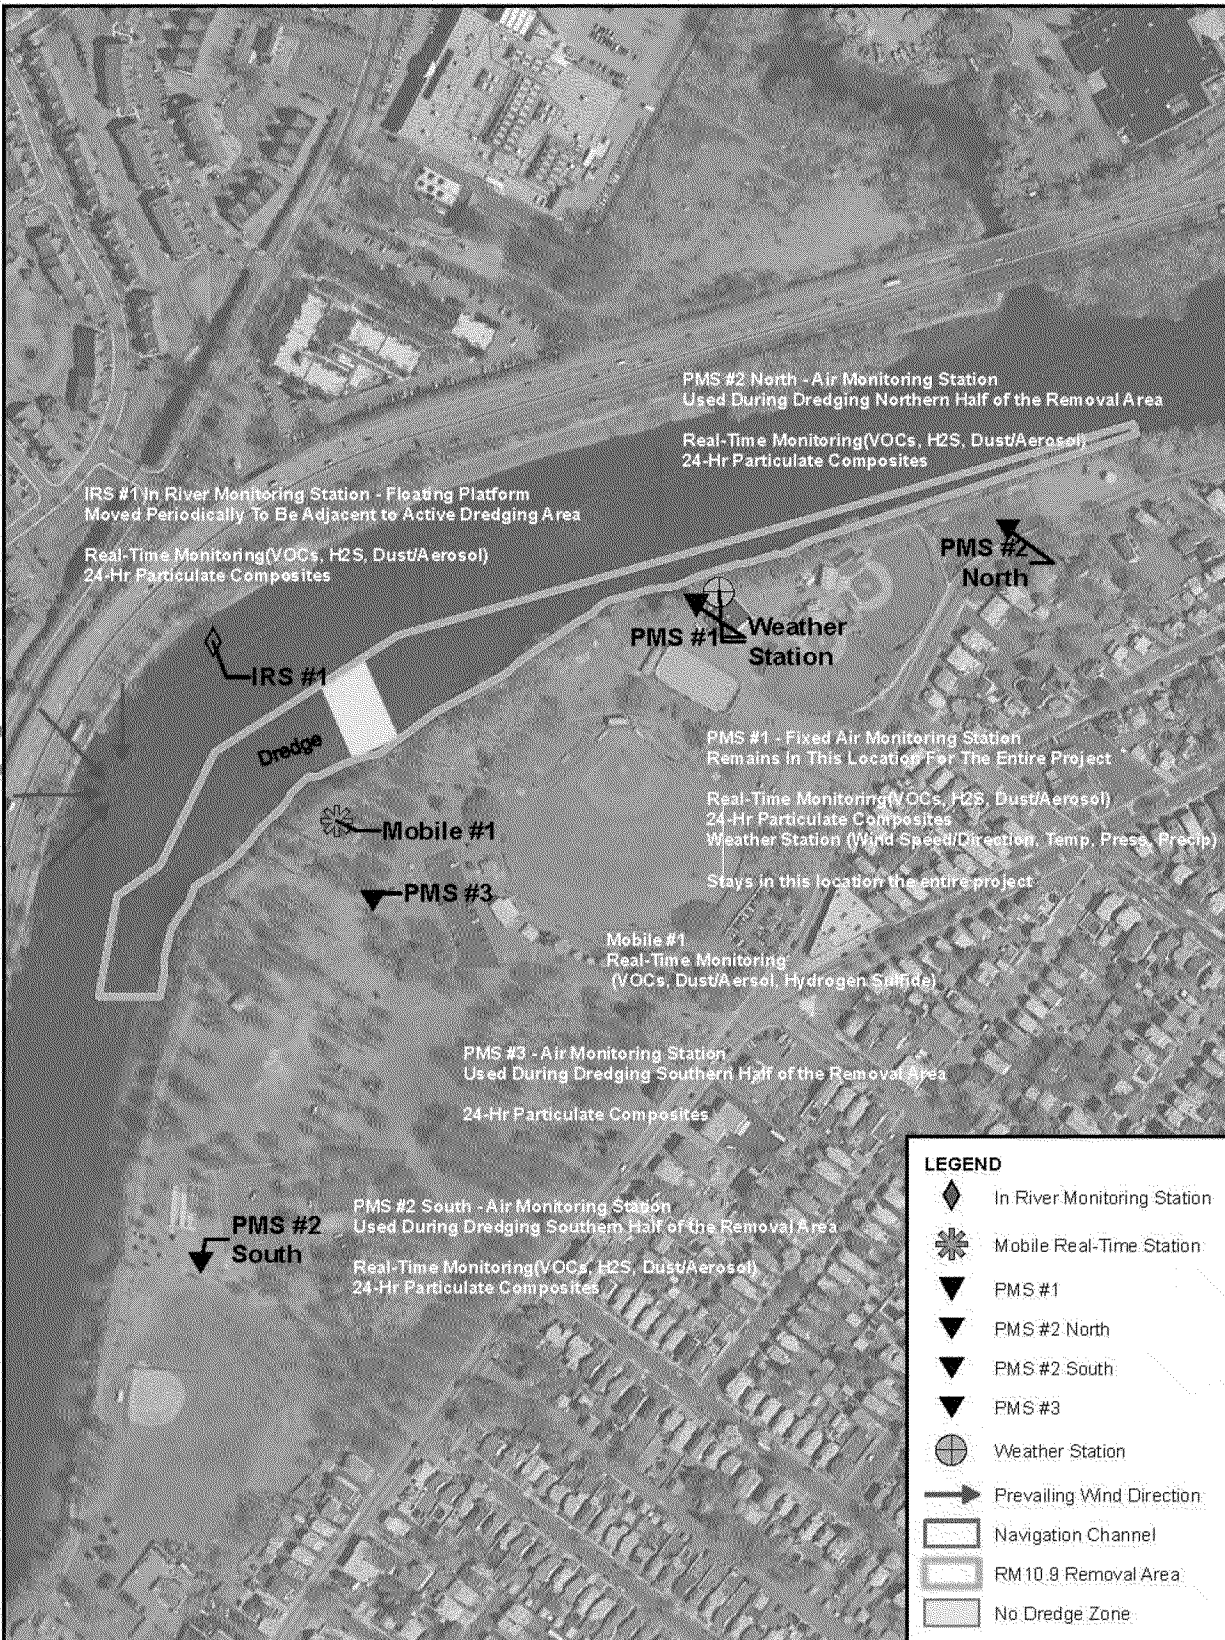 PMS #2 North - Air Monitoring Station
Used During Dredging Northern Half of the Removal Area
Real-Time Monitoring(VOCs, H2S, Dust/Aerosol)
24-Hr Particulate Composites
IRS #1 In River Monitoring Station - Floating Platform
Moved Periodically To Be Adjacent to Active Dredging Area
Real-Time Monitoring(VOCs, H2S, Dust/Aerosol)
24-Hr Particulate Composites
PMS #2
North
PMS #1
Weather
Station
IRS #1
Dredge
PMS #1 - Fixed Air Monitoring Station
Remains In This Location For The Entire Project
Real-Time Monitoring(VOCs, H2S, Dust/Aerosol)
24-Hr Particulate Composites
Weather Station (Wind Speed/Direction, Temp, Press, Precip)
Stays in this location the entire project
Mobile #1
PMS #3
Mobile #1
Real-Time Monitoring
(VOCs, Dust/Aersol, Hydrogen Sulfide)
PMS #3 - Air Monitoring Station
Used During Dredging Southern Half of the Removal Area
24-Hr Particulate Composites
PMS #2
South
PMS #2 South - Air Monitoring Station
Used During Dredging Southern Half of the Removal Area
Real-Time Monitoring(VOCs, H2S, Dust/Aerosol)
24-Hr Particulate Composites
LEGEND
In River Monitoring Station
Mobile Real-Time Station
PMS #1
PMS #2 North
PMS #2 South
PMS #3
Weather Station
Prevailing Wind Direction
Navigation Channel
RM10.9 Removal Area
No Dredge Zone